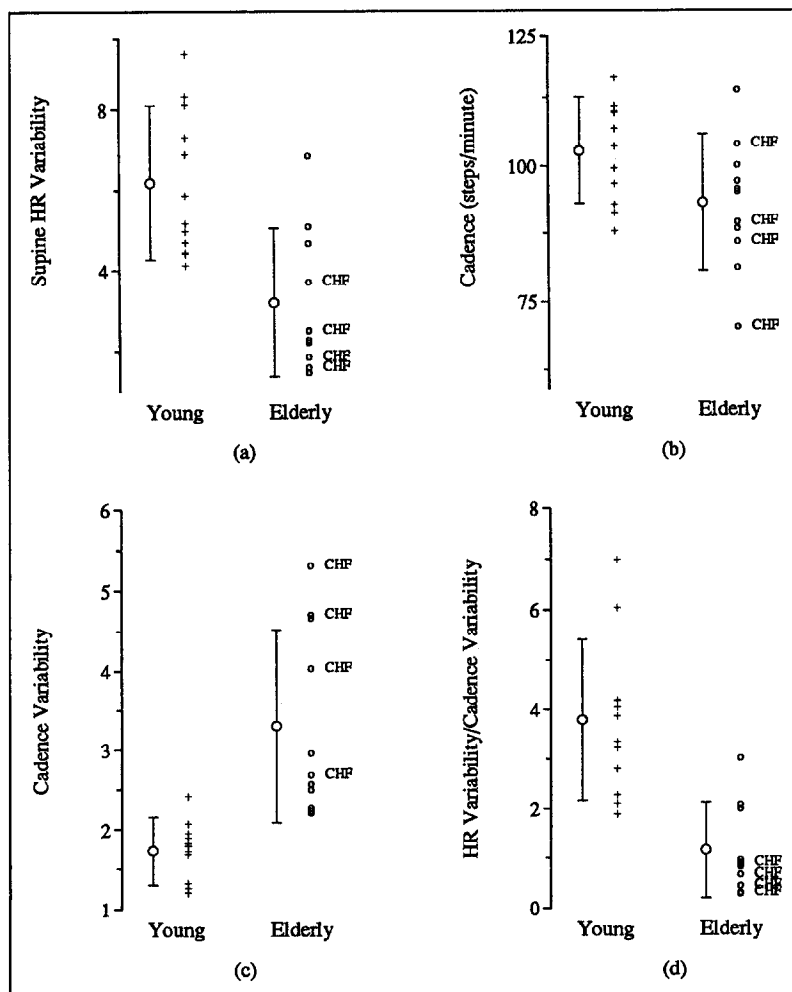 Supine HR Variability
8
4
CHF
CHF
CHF
CHF
Young Elderly
(a)
Cadence (steps/minute)
125
100
75
CHF
CHF
CHF
CHF
Young Elderly
(b)
Cadence Variability
6
5
4
3
2
1
CHF
CHF
CHF
CHF
Young Elderly
(c)
HR Variability/Cadence Variability
8
6
4
2
0
CHF
CHF
CHF
CHF
Young Elderly
(d)